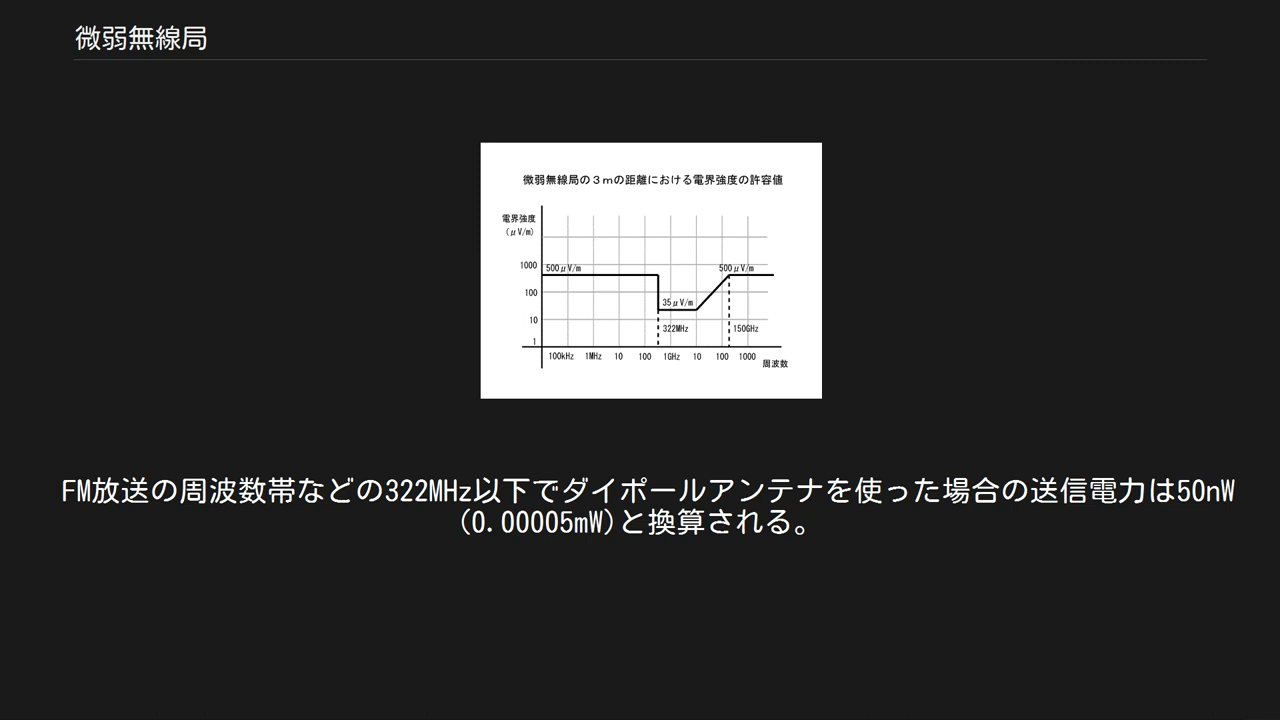 微弱無線局
微弱無線局の３ｍの距離における電界強度の許容値
電界強度
(μV/m)
1000
500μV/m
500μV/m
100
35μV/m
10
322MHz
150GHz
1
100kHz 1MHz 10 100 1GHz 10 100 1000
周波数
FM放送の周波数帯などの322MHz以下でダイポールアンテナを使った場合の送信電力は50nW
(0.00005mW)と換算される。